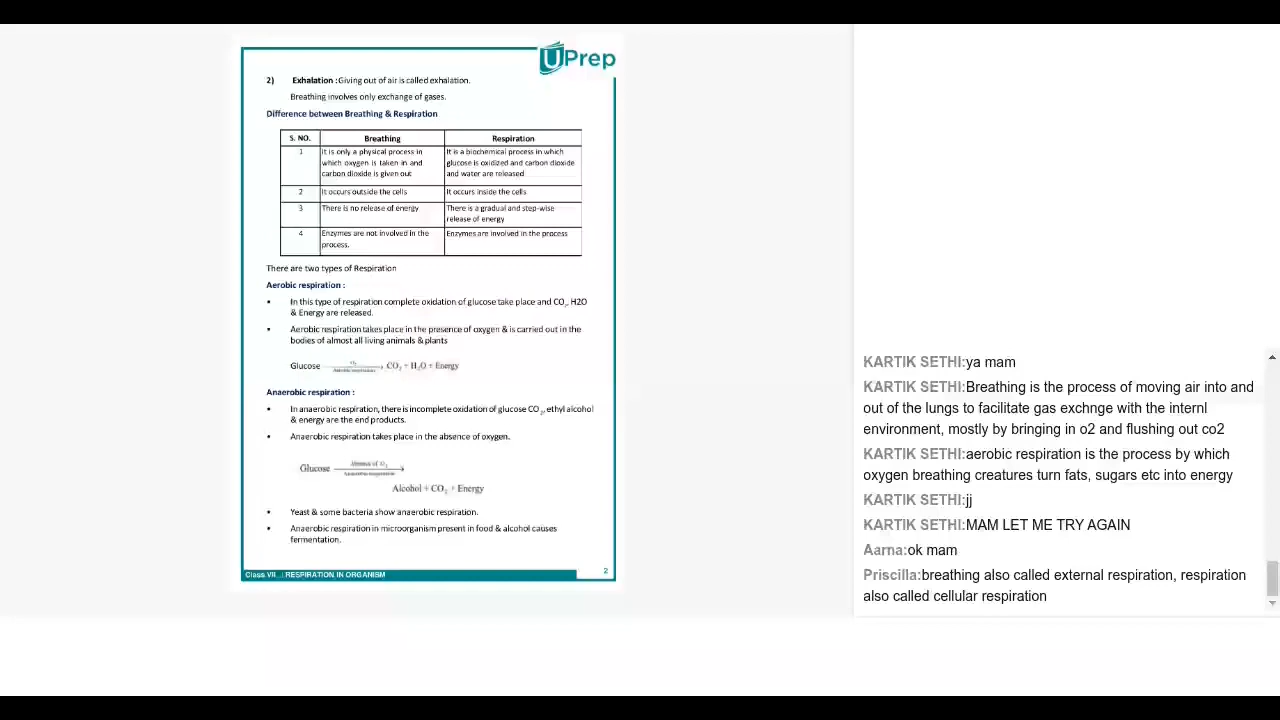 UPrep
2) Exhalation : Giving out of air is called exhalation.
Breathing involves only exchange of gases.
Difference between Breathing & Respiration
S. NO. Breathing Respiration
1 It is only a physical process in It is a biochemical process in which
which oxygen is taken in and glucose is oxidized and carbon dioxide
carbon dioxide is given out and water are released
2 It occurs outside the cells It occurs inside the cells
3 There is no release of energy There is a gradual and step-wise
release of energy
4 Enzymes are not involved in the Enzymes are involved in the process
process.
There are two types of Respiration
Aerobic respiration :
• In this type of respiration complete oxidation of glucose take place and CO₂, H2O
& Energy are released.
• Aerobic respiration takes place in the presence of oxygen & is carried out in the
bodies of almost all living animals & plants
O₂
Glucose → CO₂ + H₂O + Energy
Aerobic respiration
Anaerobic respiration :
• In anaerobic respiration, there is incomplete oxidation of glucose CO₂, ethyl alcohol
& energy are the end products.
• Anaerobic respiration takes place in the absence of oxygen.
Absence of O₂
Glucose →
Anaerobic respiration
Alcohol + CO₂ + Energy
• Yeast & some bacteria show anaerobic respiration.
• Anaerobic respiration in microorganism present in food & alcohol causes
fermentation.
2
Class VII RESPIRATION IN ORGANISM
KARTIK SETHI:ya mam
KARTIK SETHI:Breathing is the process of moving air into and
out of the lungs to facilitate gas exchnge with the internl
environment, mostly by bringing in o2 and flushing out co2
KARTIK SETHI:aerobic respiration is the process by which
oxygen breathing creatures turn fats, sugars etc into energy
KARTIK SETHI:jj
KARTIK SETHI:MAM LET ME TRY AGAIN
Aarna:ok mam
Priscilla:breathing also called external respiration, respiration
also called cellular respiration